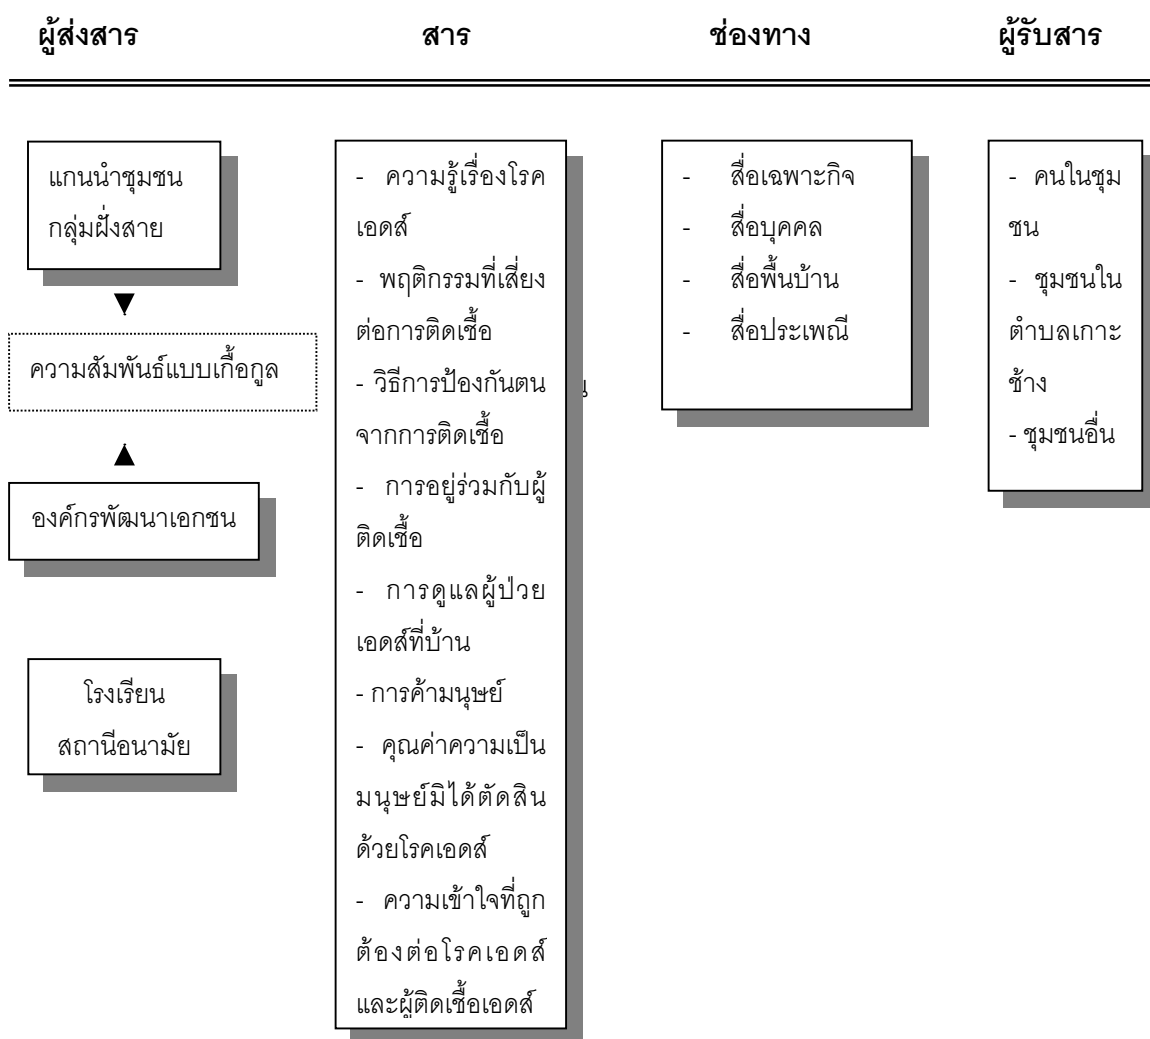 ผู้ส่งสาร สาร ช่องทาง ผู้รับสาร
แกนนำชุมชน
กลุ่มฝั่งสาย
ความสัมพันธ์แบบเกื้อกูล
องค์กรพัฒนาเอกชน
โรงเรียน
สถานีอนามัย
- ความรู้เรื่องโรค
เอดส์
- พฤติกรรมที่เสี่ยง
ต่อการติดเชื้อ
- วิธีการป้องกันตน
จากการติดเชื้อ
- การอยู่ร่วมกับผู้
ติดเชื้อ
- การดูแลผู้ป่วย
เอดส์ที่บ้าน
- การค้ามนุษย์
- คุณค่าความเป็น
มนุษย์มิได้ตัดสิน
ด้วยโรคเอดส์
- ความเข้าใจที่ถูก
ต้องต่อโรคเอดส์
และผู้ติดเชื้อเอดส์
- สื่อเฉพาะกิจ
- สื่อบุคคล
- สื่อพื้นบ้าน
- สื่อประเพณี
- คนในชุม
ชน
- ชุมชนใน
ตำบลเกาะ
ช้าง
- ชุมชนอื่น